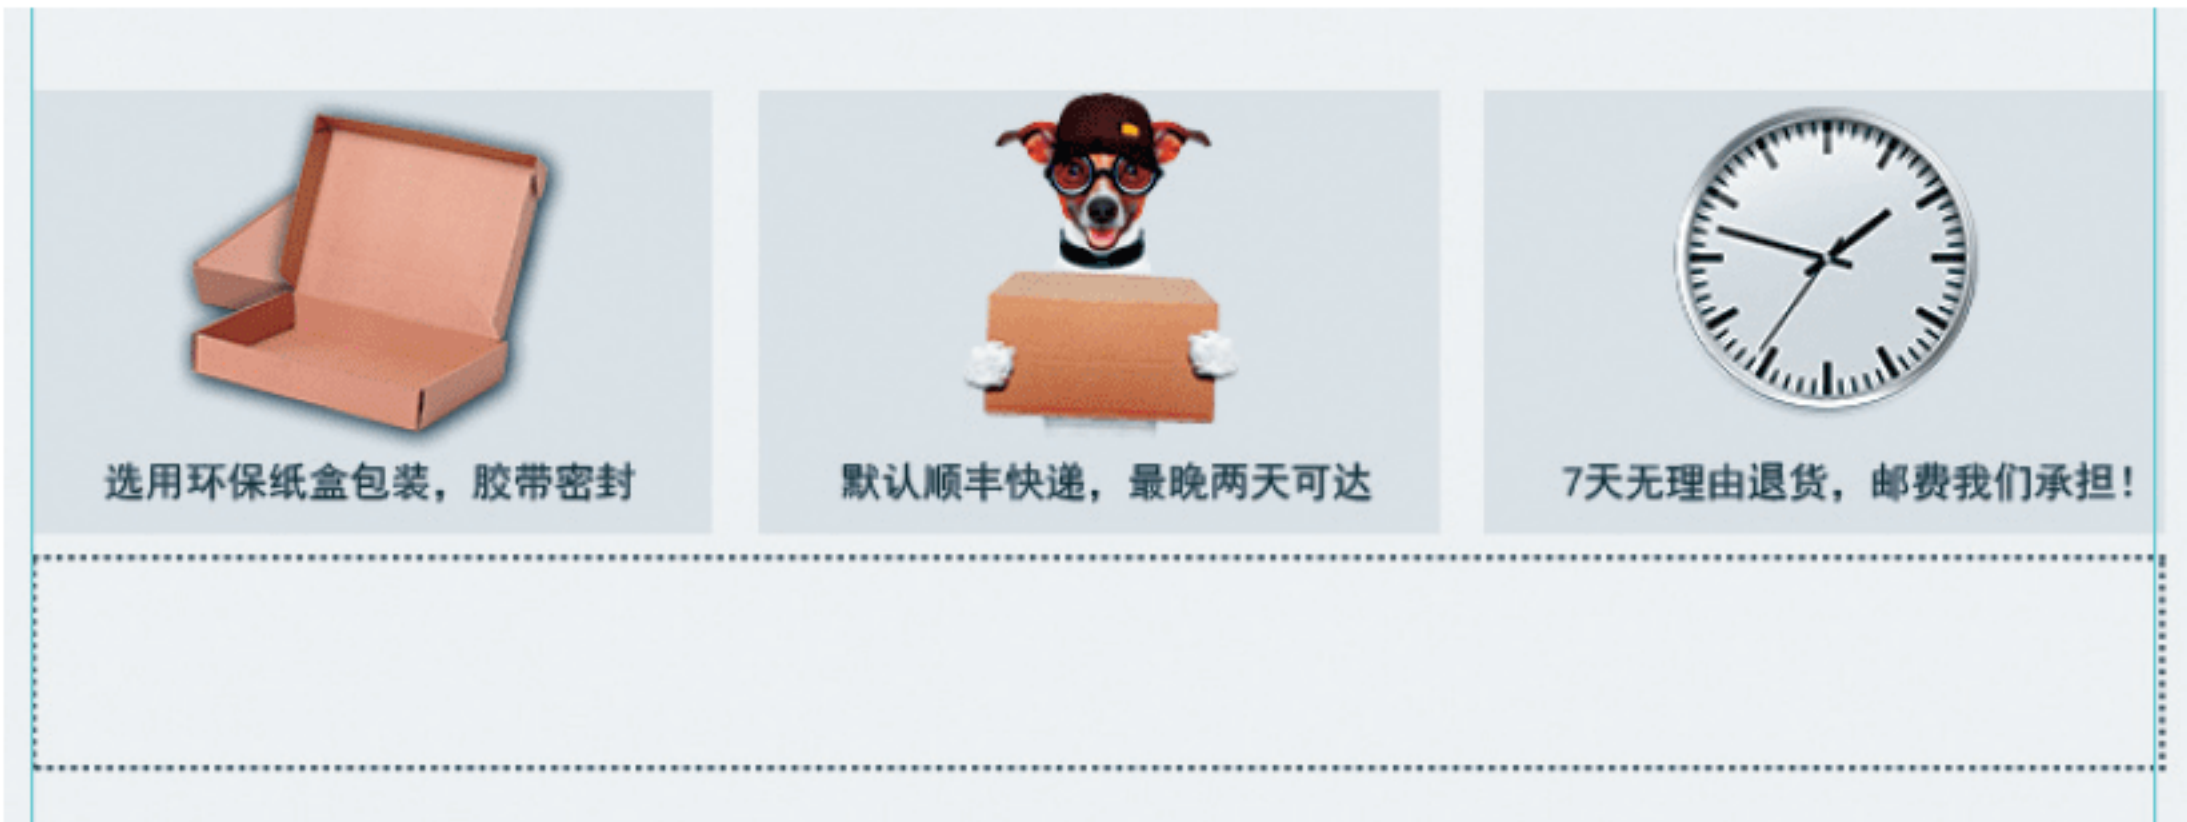 选用环保纸盒包装，胶带密封
默认顺丰快递，最晚两天可达
7天无理由退货，邮费我们承担！